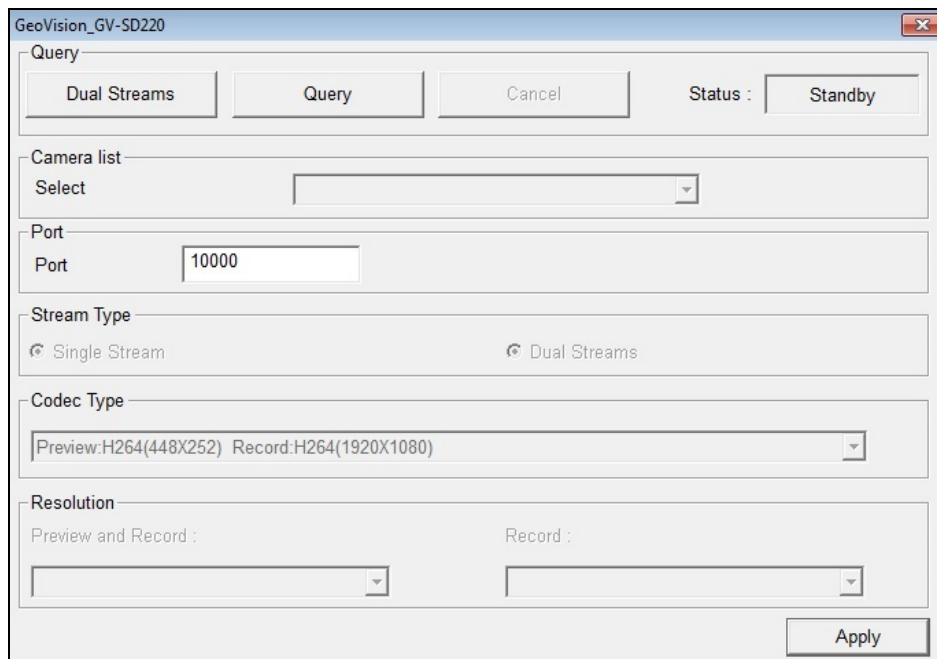 GeoVision_GV-SD220
Query
Dual Streams Query Cancel Status : Standby
Camera list
Select
Port
Port 10000
Stream Type
Single Stream Dual Streams
Codec Type
Preview:H264(448X252) Record:H264(1920X1080)
Resolution
Preview and Record : Record :
Apply